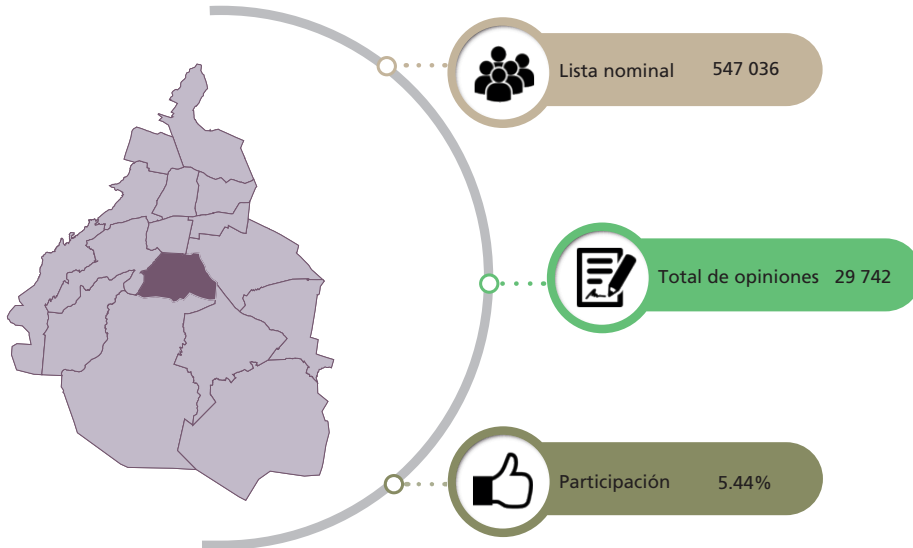 Lista nominal 547 036
Total de opiniones 29 742
Participación 5.44%